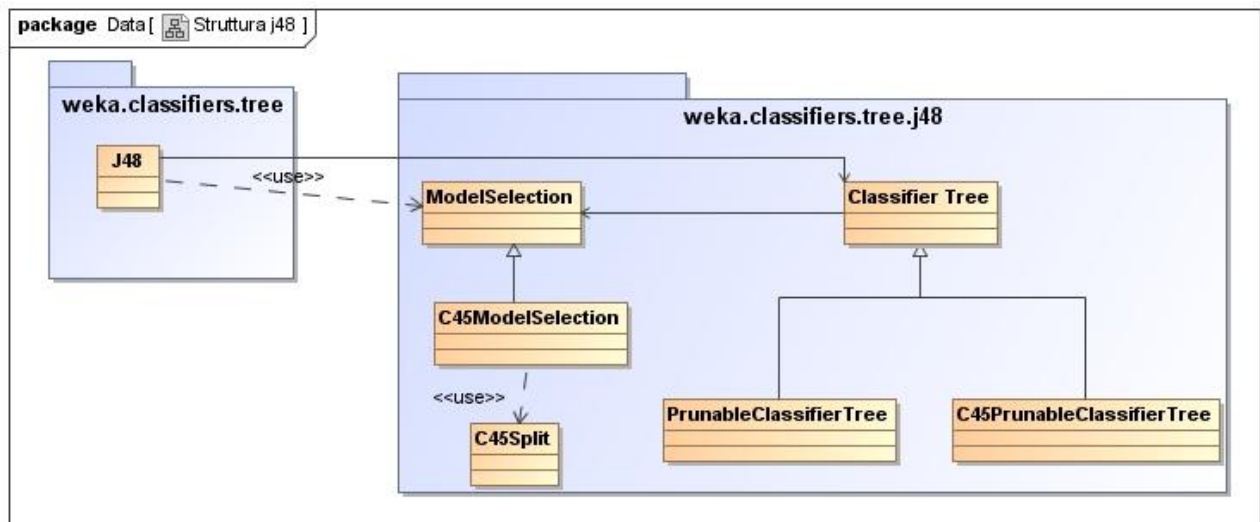 package Data [ Struttura j48 ]
weka.classifiers.tree
weka.classifiers.tree.j48
J48
<<use>>
ModelSelection
Classifier Tree
C45ModelSelection
<<use>>
C45Split
PrunableClassifierTree
C45PrunableClassifierTree